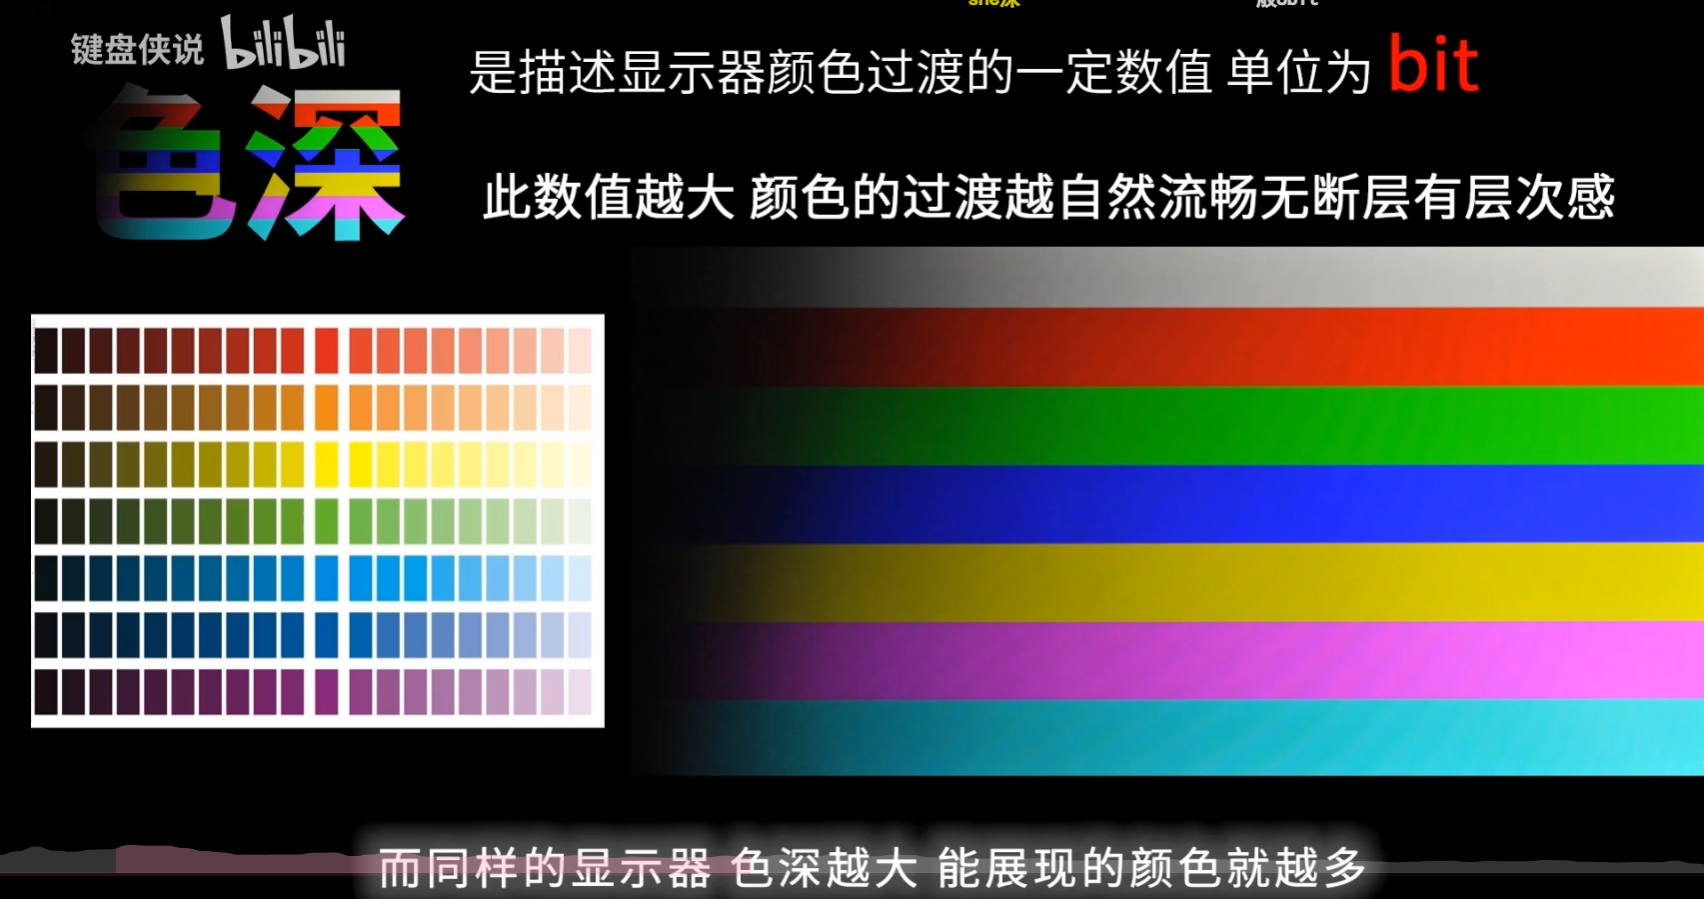 键盘侠说 bilibili
是描述显示器颜色过渡的一定数值 单位为 bit
色深
此数值越大 颜色的过渡越自然流畅无断层有层次感
而同样的显示器 色深越大 能展现的颜色就越多